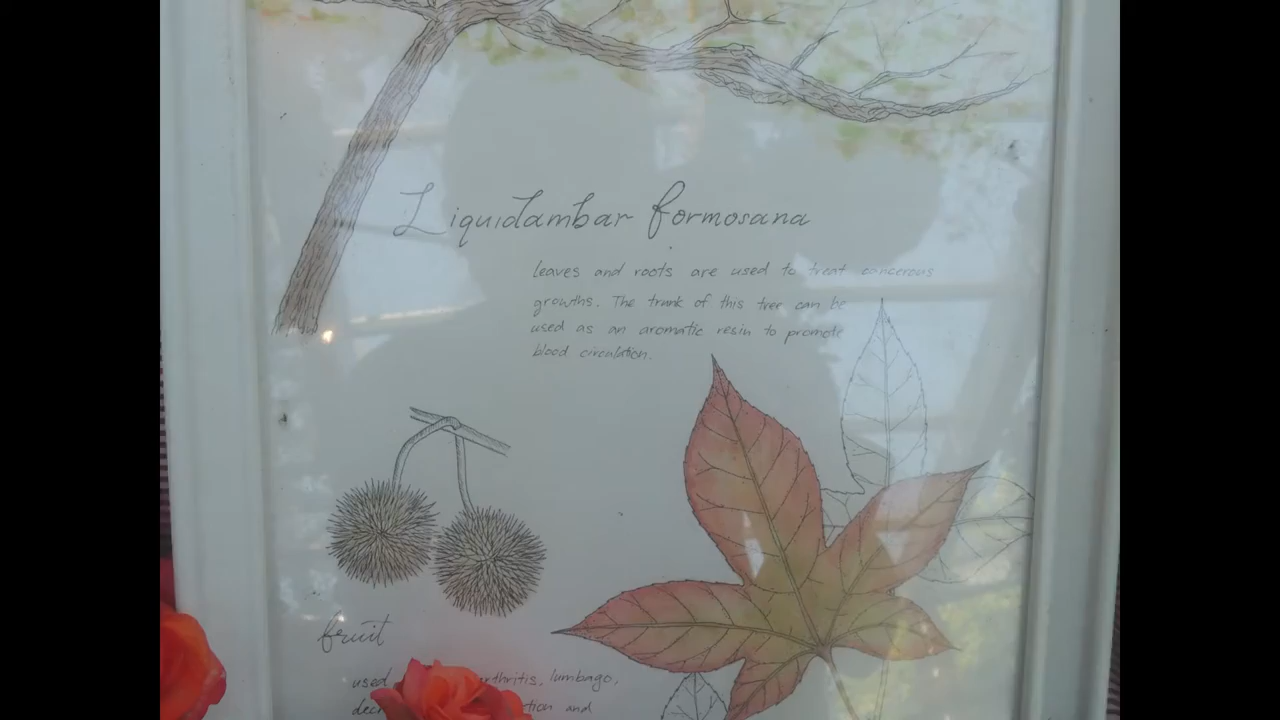 Liquidambar formosana
leaves and roots are used to treat cancerous
growths. The trunk of this tree can be
used as an aromatic resin to promote
blood circulation.
fruit
used arthritis, lumbago,
and